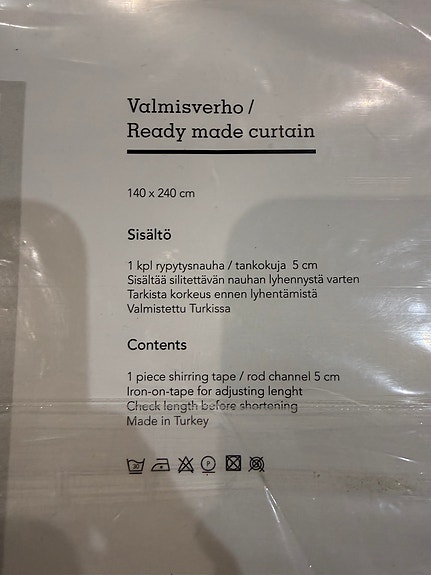 Valmisverho /
Ready made curtain
140 x 240 cm
Sisältö
1 kpl rypytysnauha / tankokuja 5 cm
Sisältää silitettävän nauhan lyhennystä varten
Tarkista korkeus ennen lyhentämistä
Valmistettu Turkissa
Contents
1 piece shirring tape / rod channel 5 cm
Iron-on-tape for adjusting lenght
Check length before shortening
Made in Turkey
30 P